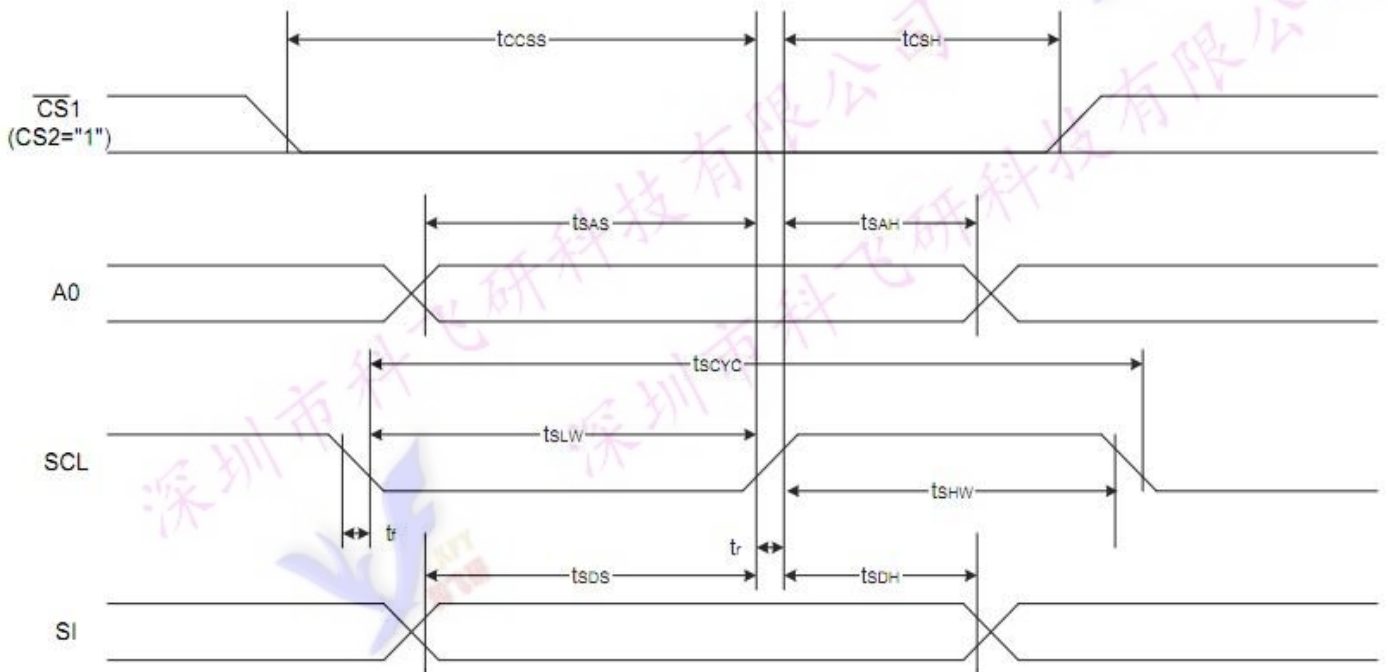 tCCSS
tCSH
CS1
(CS2="1")
tSAS
tSAH
A0
tSCYC
tSLW
SCL
tSHW
tf
tr
tSDS
tSDH
SI
深圳市科飞研科技有限公司
深圳市科飞研科技有限公司
XFY